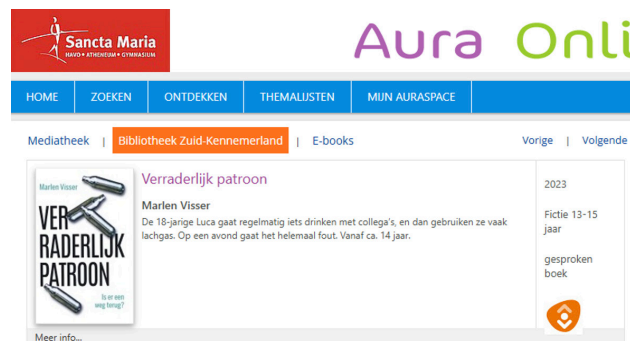 Sancta Maria
HAVO • ATHENEUM • GYMNASIUM
Aura Onli
HOME ZOEKEN ONTDEKKEN THEMALIJSTEN MIJN AURASPACE
Mediatheek | Bibliotheek Zuid-Kennemerland | E-books Vorige | Volgende
Marlen Visser
VER
RADERLIJK
PATROON
Is er een
weg terug?
Verraderlijk patroon
Marlen Visser
De 18-jarige Luca gaat regelmatig iets drinken met collega's, en dan gebruiken ze vaak
lachgas. Op een avond gaat het helemaal fout. Vanaf ca. 14 jaar.
2023
Fictie 13-15
jaar
gesproken
boek
Meer info...